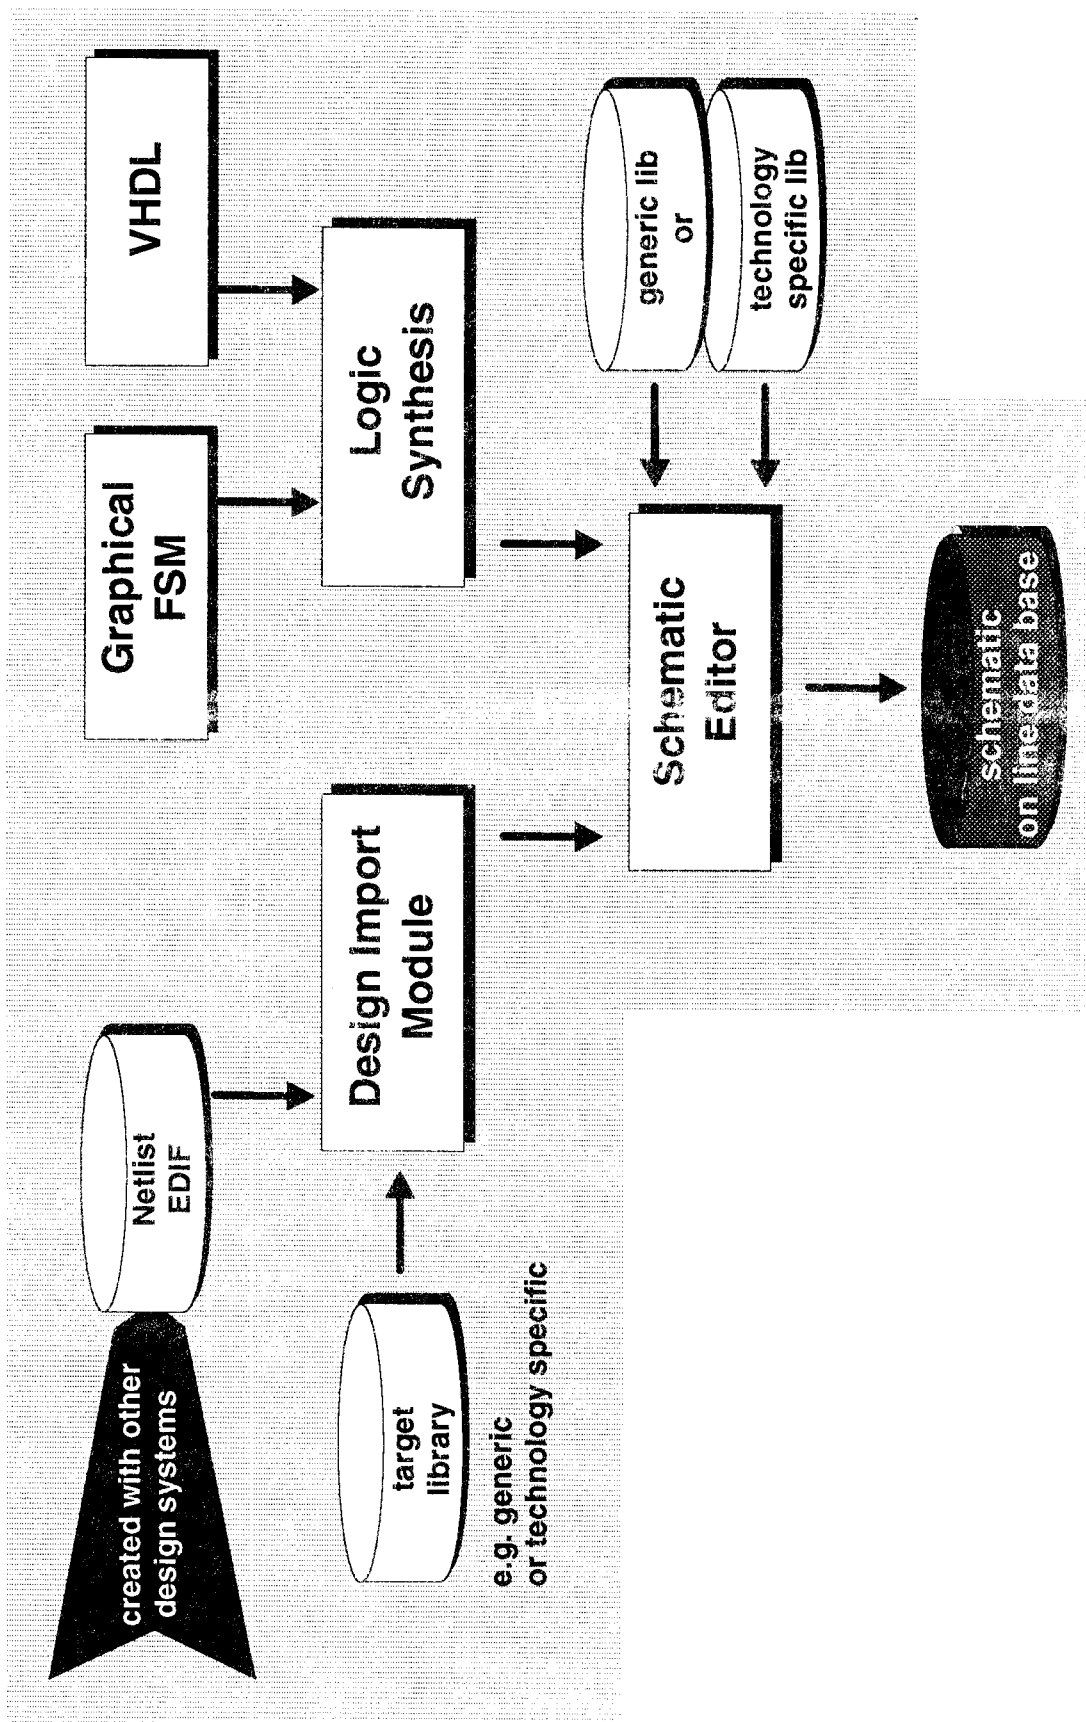 created with other
design systems
Netlist
EDIF
Graphical
FSM
VHDL
target
library
e.g. generic
or technology specific
Design Import
Module
Logic
Synthesis
Schematic
Editor
generic lib
or
technology
specific lib
schematic
on line data base